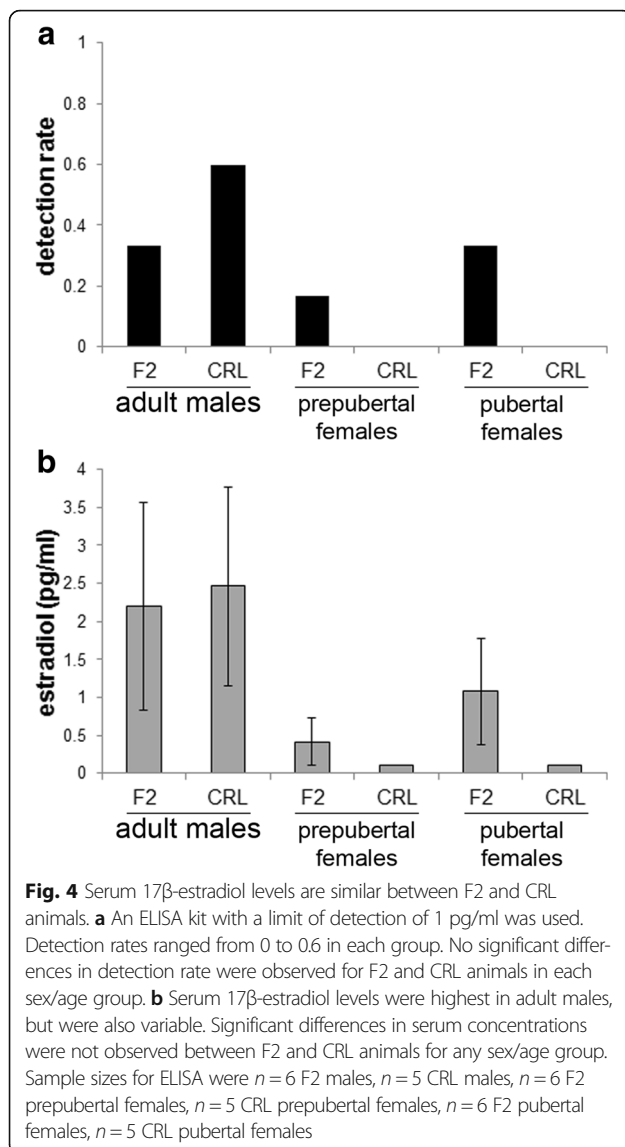 a
1
0.8
0.6
0.4
0.2
0
detection rate
F2 CRL F2 CRL F2 CRL
adult males prepubertal females pubertal females
b
4
3.5
3
2.5
2
1.5
1
0.5
0
estradiol (pg/ml)
F2 CRL F2 CRL F2 CRL
adult males prepubertal females pubertal females
Fig. 4 Serum 17β-estradiol levels are similar between F2 and CRL
animals. a An ELISA kit with a limit of detection of 1 pg/ml was used.
Detection rates ranged from 0 to 0.6 in each group. No significant differ-
ences in detection rate were observed for F2 and CRL animals in each
sex/age group. b Serum 17β-estradiol levels were highest in adult males,
but were also variable. Significant differences in serum concentrations
were not observed between F2 and CRL animals for any sex/age group.
Sample sizes for ELISA were n = 6 F2 males, n = 5 CRL males, n = 6 F2
prepubertal females, n = 5 CRL prepubertal females, n = 6 F2 pubertal
females, n = 5 CRL pubertal females